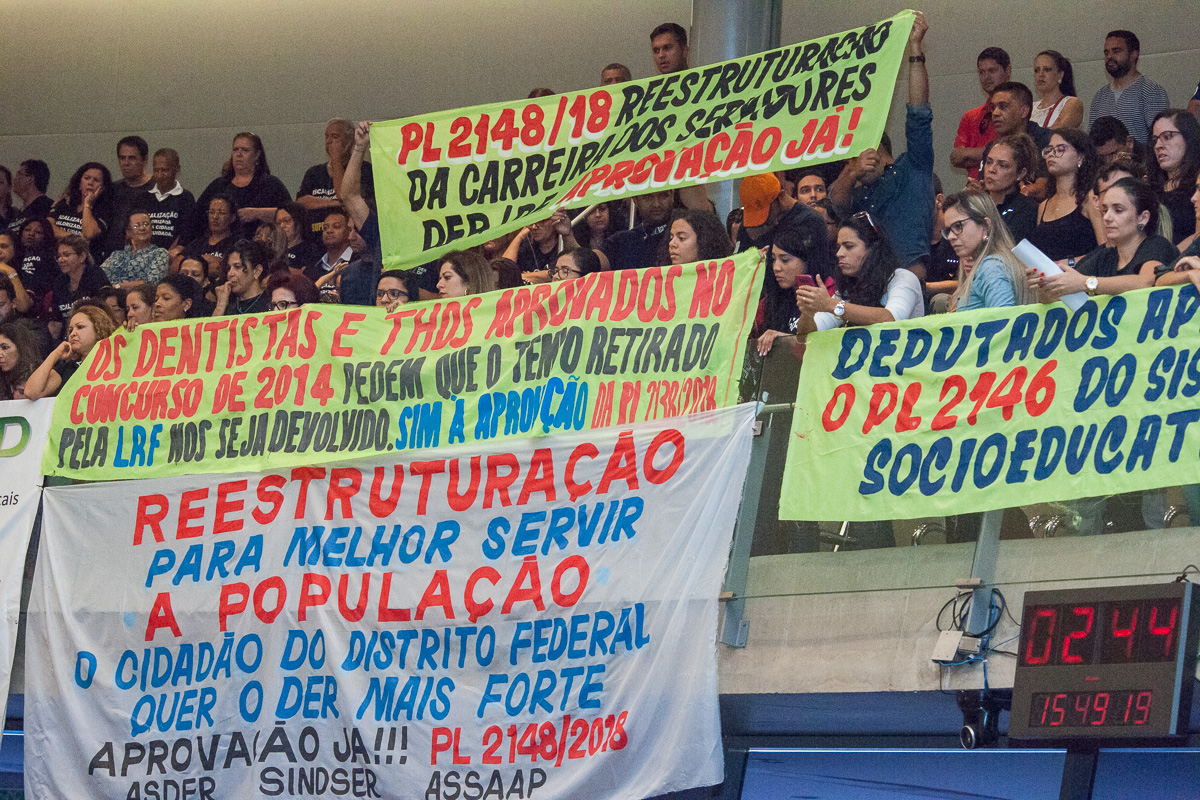 PL 2148/18 REESTRUTURAÇÃO
DA CARREIRA DOS SERVIDORES
DER LRF APROVAÇÃO JÁ!
OS DENTISTAS E THDS APROVADOS NO
CONCURSO DE 2014 PEDEM QUE O TEMPO RETIRADO
PELA LRF NOS SEJA DEVOLVIDO. SIM À APROVAÇÃO DA PL
DEPUTADOS
O PL 2146 DO
SOCIOEDUCAT
REESTRUTURAÇÃO
PARA MELHOR SERVIR
A POPULAÇÃO
O CIDADÃO DO DISTRITO FEDERAL
QUER O DER MAIS FORTE
APROVAÇÃO JÁ!!! PL 2148/2018
ASDER SINDSER ASSAAP
02:44
15:49 19